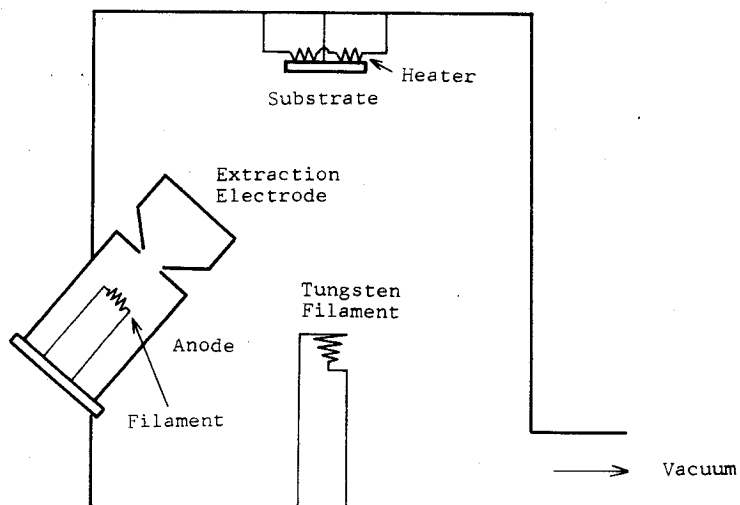 Heater
Substrate
Extraction
Electrode
Tungsten
Filament
Anode
Filament
Vacuum